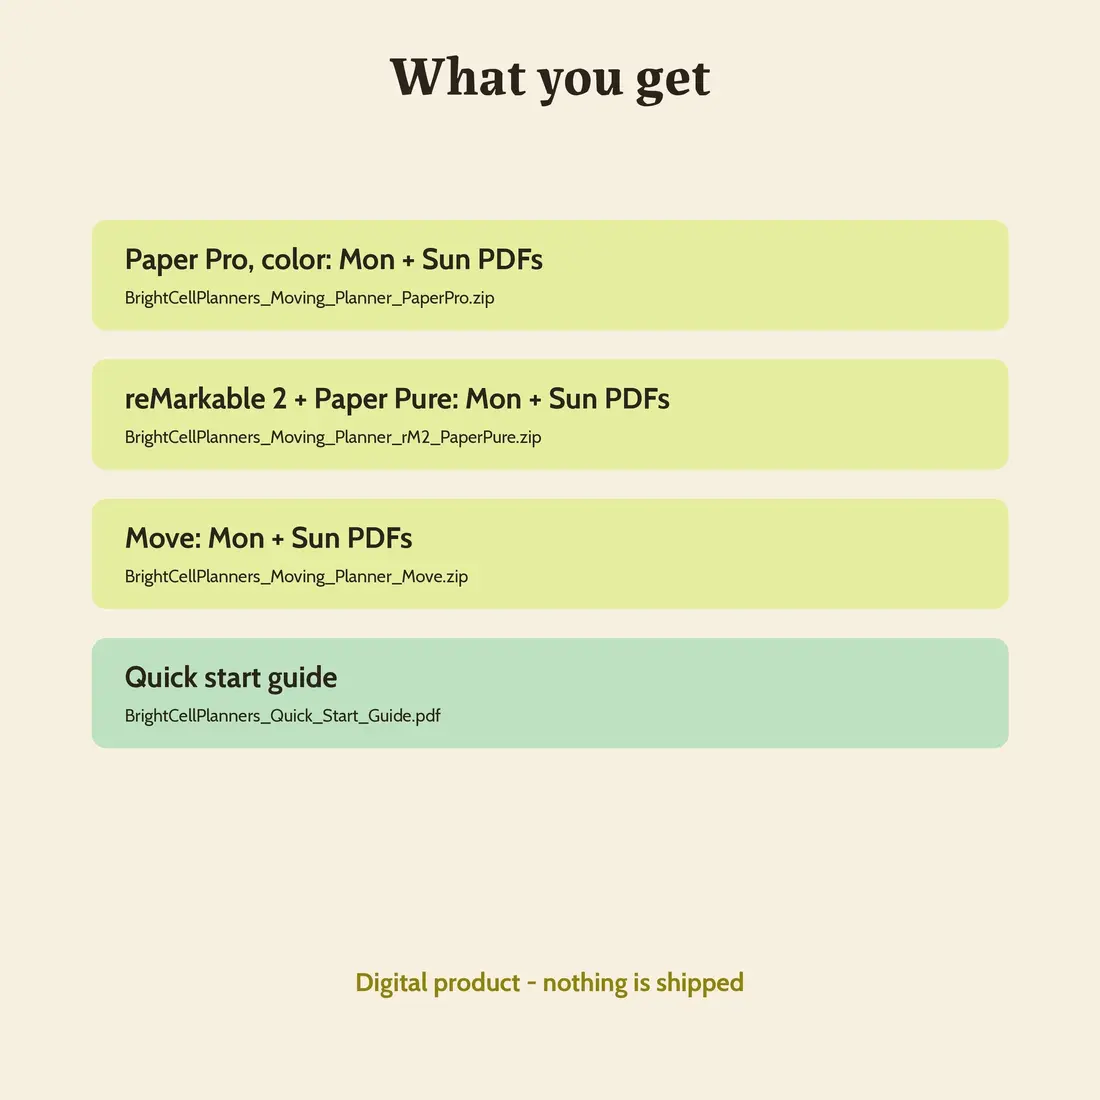 What you get
Paper Pro, color: Mon + Sun PDFs
BrightCellPlanners_Moving_Planner_PaperPro.zip
reMarkable 2 + Paper Pure: Mon + Sun PDFs
BrightCellPlanners_Moving_Planner_rM2_PaperPure.zip
Move: Mon + Sun PDFs
BrightCellPlanners_Moving_Planner_Move.zip
Quick start guide
BrightCellPlanners_Quick_Start_Guide.pdf
Digital product - nothing is shipped